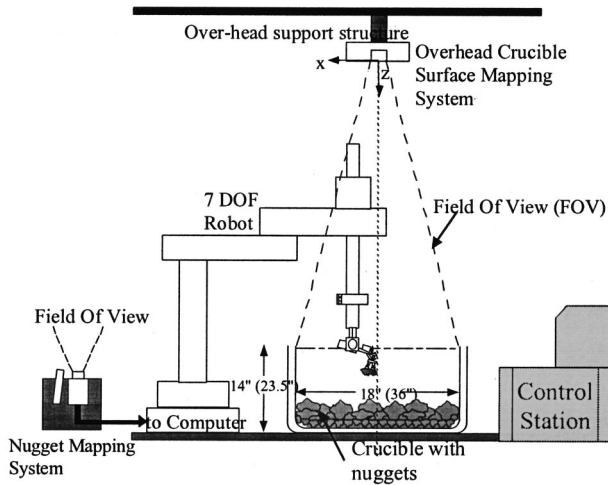 Over-head support structure
Overhead Crucible
Surface Mapping
System
x
z
7 DOF
Robot
Field Of View (FOV)
Field Of View
14" (23.5")
18" (36")
Control
Station
to Computer
Nugget Mapping
System
Crucible with
nuggets